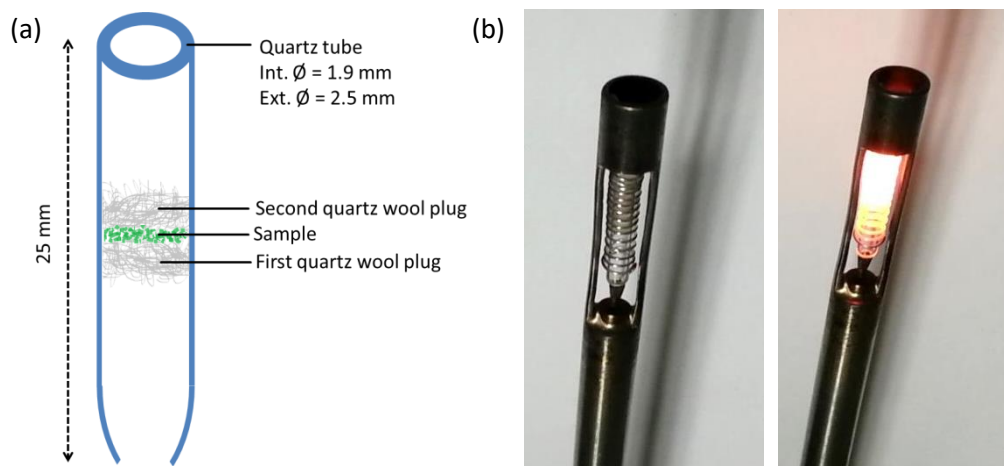 (a)
Quartz tube
Int. Ø = 1.9 mm
Ext. Ø = 2.5 mm
25 mm
Second quartz wool plug
Sample
First quartz wool plug
(b)